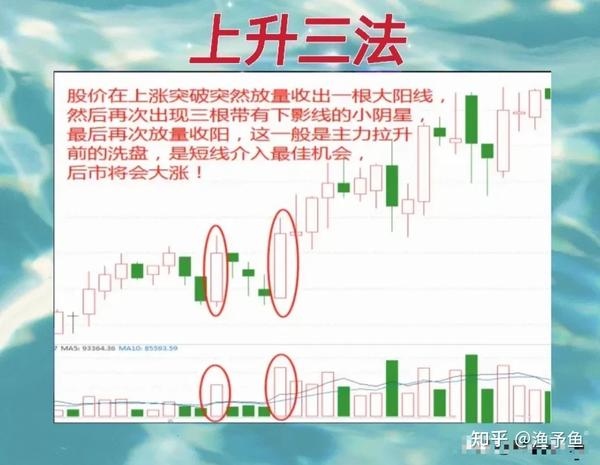 上升三法
股价在上涨突破突然放量收出一根大阳线，
然后再次出现三根带有下影线的小阴星，
最后再次放量收阳，这一般是主力拉升
前的洗盘，是短线介入最佳机会，
后市将会大涨！
7 MA5: 93364.36 MA10: 85593.59
知乎 @渔予鱼